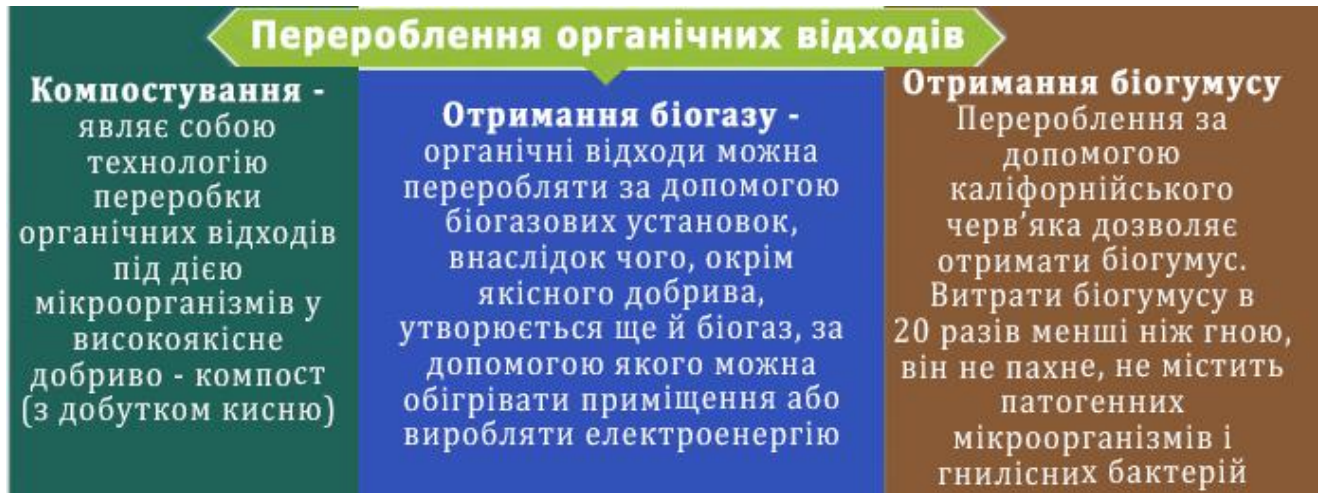 Перероблення органічних відходів
Компостування -
являє собою
технологію
переробки
органічних відходів
під дією
мікроорганізмів у
високоякісне
добриво - компост
(з добутком кисню)
Отримання біогазу -
органічні відходи можна
переробляти за допомогою
біогазових установок,
внаслідок чого, окрім
якісного добрива,
утворюється ще й біогаз, за
допомогою якого можна
обігрівати приміщення або
виробляти електроенергію
Отримання біогумусу
Перероблення за
допомогою
каліфорнійського
черв’яка дозволяє
отримати біогумус.
Витрати біогумусу в
20 разів менші ніж гною,
він не пахне, не містить
патогенних
мікроорганізмів і
гнилісних бактерій